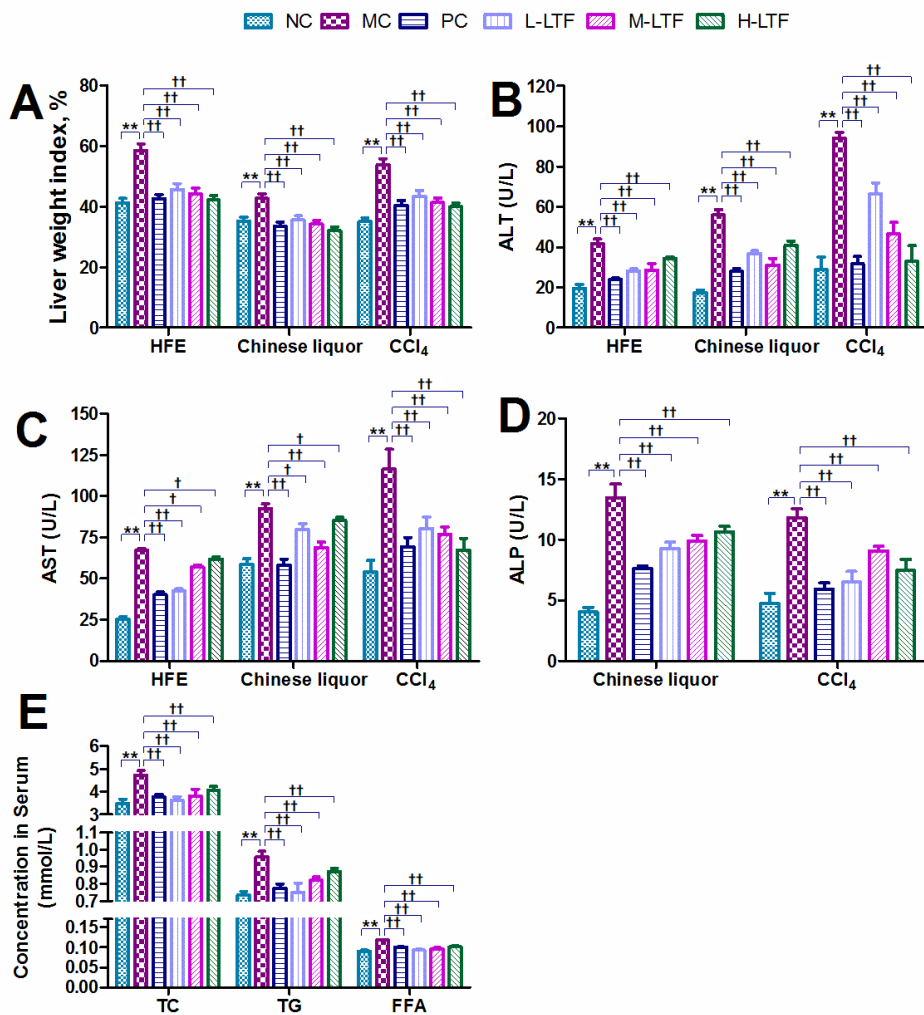 NC MC PC L-LTF M-LTF H-LTF
A
Liver weight index, %
80
60
40
20
0
** †† †† †† ††
** †† †† †† ††
** †† †† †† ††
HFE Chinese liquor CCl₄
B
ALT (U/L)
120
100
80
60
40
20
0
** †† †† †† ††
** †† †† †† ††
** †† †† †† ††
HFE Chinese liquor CCl₄
C
AST (U/L)
150
125
100
75
50
25
0
** †† †† † †
** †† † †† †
** †† †† †† ††
HFE Chinese liquor CCl₄
D
ALP (U/L)
20
15
10
5
0
** †† †† †† ††
** †† †† †† ††
Chinese liquor CCl₄
E
Concentration in Serum
(mmol/L)
6
5
4
3
1.1
1.0
0.9
0.8
0.7
0.15
0.10
0.05
0.00
** †† †† †† ††
** †† †† †† ††
** †† †† †† ††
TC TG FFA